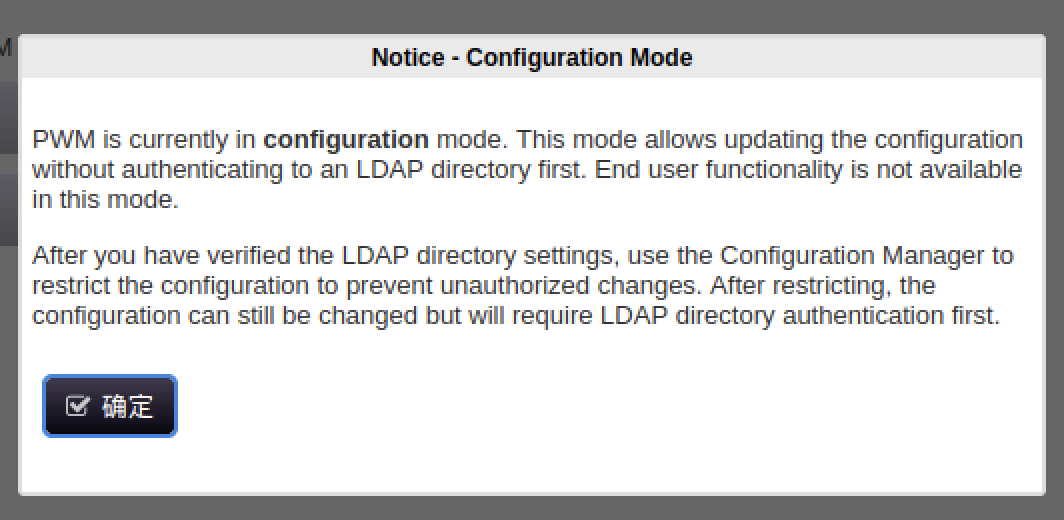 M
Notice - Configuration Mode
PWM is currently in configuration mode. This mode allows updating the configuration
without authenticating to an LDAP directory first. End user functionality is not available
in this mode.
After you have verified the LDAP directory settings, use the Configuration Manager to
restrict the configuration to prevent unauthorized changes. After restricting, the
configuration can still be changed but will require LDAP directory authentication first.
确定